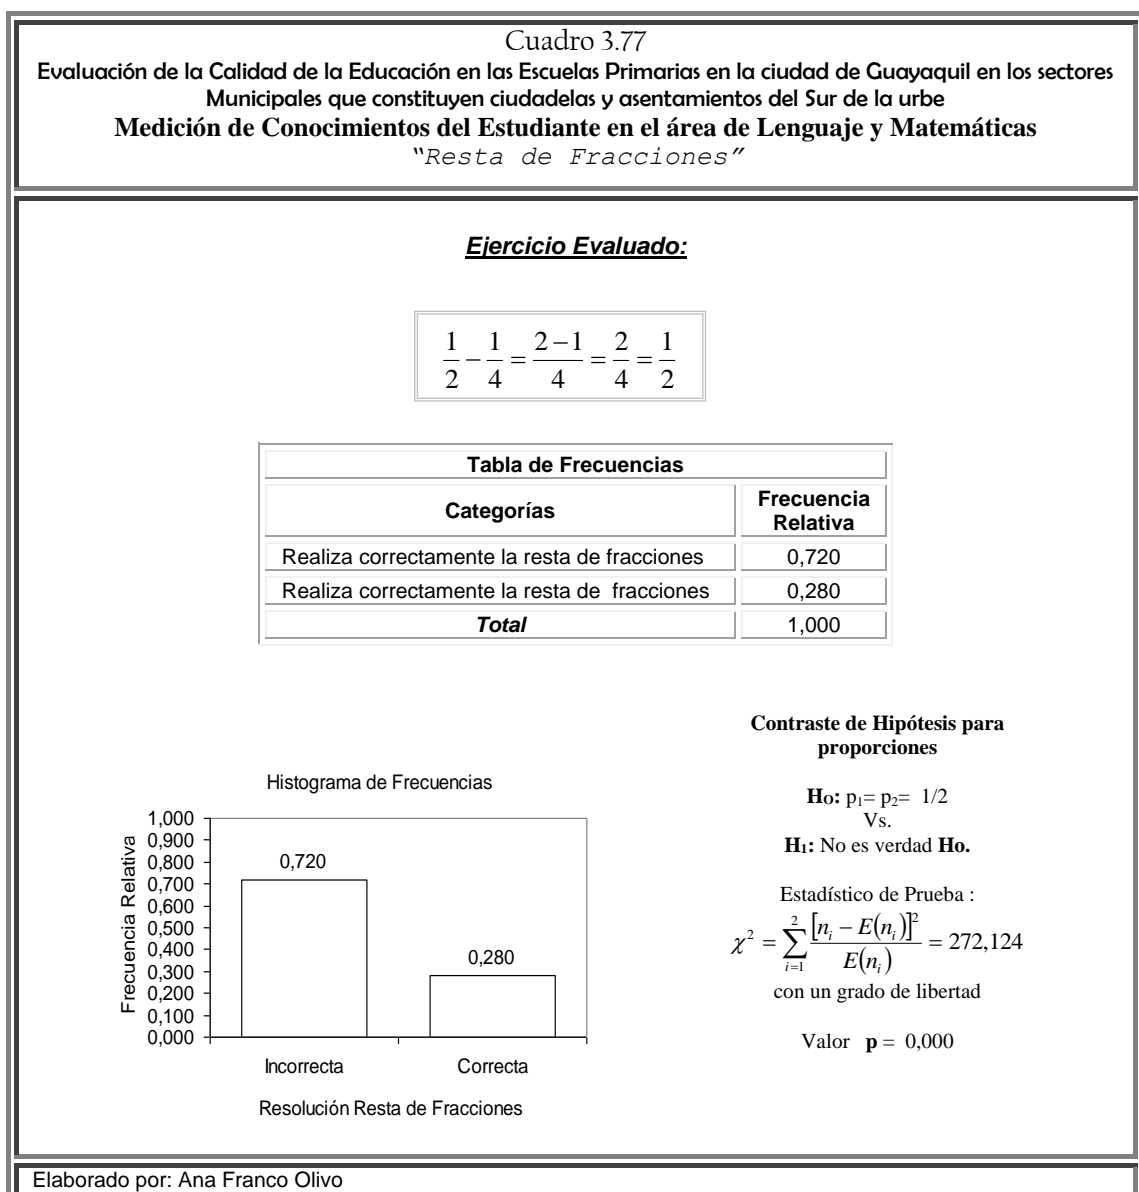 Cuadro 3.77
Evaluación de la Calidad de la Educación en las Escuelas Primarias en la ciudad de Guayaquil en los sectores
Municipales que constituyen ciudadelas y asentamientos del Sur de la urbe
Medición de Conocimientos del Estudiante en el área de Lenguaje y Matemáticas
“Resta de Fracciones”
Ejercicio Evaluado:
1/2 − 1/4 = (2−1)/4 = 2/4 = 1/2
Tabla de Frecuencias
Categorías Frecuencia Relativa
Realiza correctamente la resta de fracciones 0,720
Realiza correctamente la resta de fracciones 0,280
Total 1,000
Histograma de Frecuencias
Frecuencia Relativa
1,000
0,900
0,800
0,700
0,600
0,500
0,400
0,300
0,200
0,100
0,000
0,720
0,280
Incorrecta Correcta
Resolución Resta de Fracciones
Contraste de Hipótesis para
proporciones
HO: p1= p2= 1/2
Vs.
H1: No es verdad Ho.
Estadístico de Prueba :
χ² = ∑_{i=1}^{2} [n_i − E(n_i)]² / E(n_i) = 272,124
con un grado de libertad
Valor p = 0,000
Elaborado por: Ana Franco Olivo